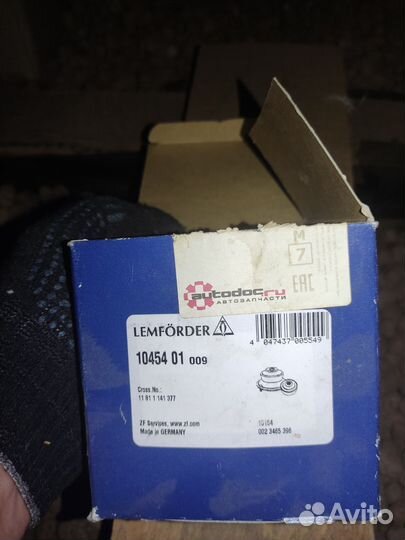 M
7
EAC
autodoc.ru
АВТОЗАПЧАСТИ
LEMFÖRDER
4 047437 005549
10454 01 009
Cross No.:
11 81 1 141 377
ZF Services, www.zf.com
Made in GERMANY
10454
002 3465 396
Avito